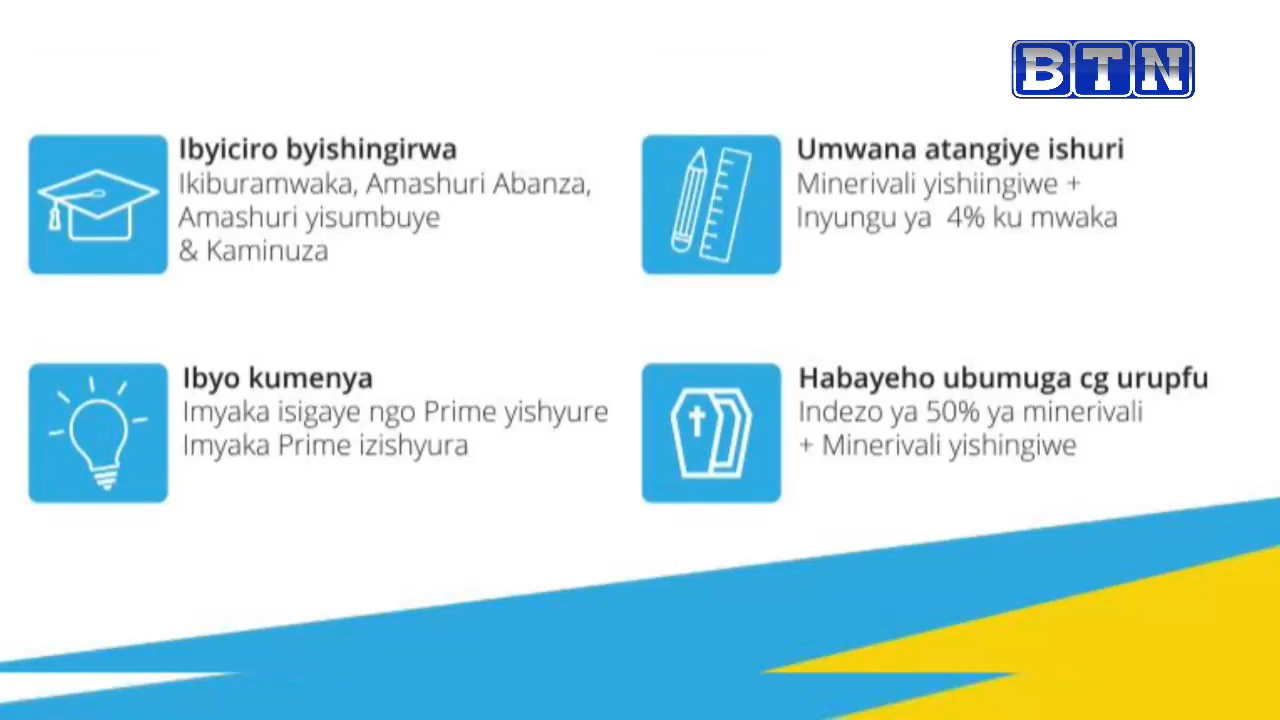 BTN
Ibyiciro byishingirwa
Ikiburamwaka, Amashuri Abanza,
Amashuri yisumbuye
& Kaminuza
Umwana atangiye ishuri
Minerivali yishiingiwe +
Inyungu ya 4% ku mwaka
Ibyo kumenya
Imyaka isigaye ngo Prime yishyure
Imyaka Prime izishyura
Habayeho ubumuga cg urupfu
Indezo ya 50% ya minerivali
+ Minerivali yishingiwe